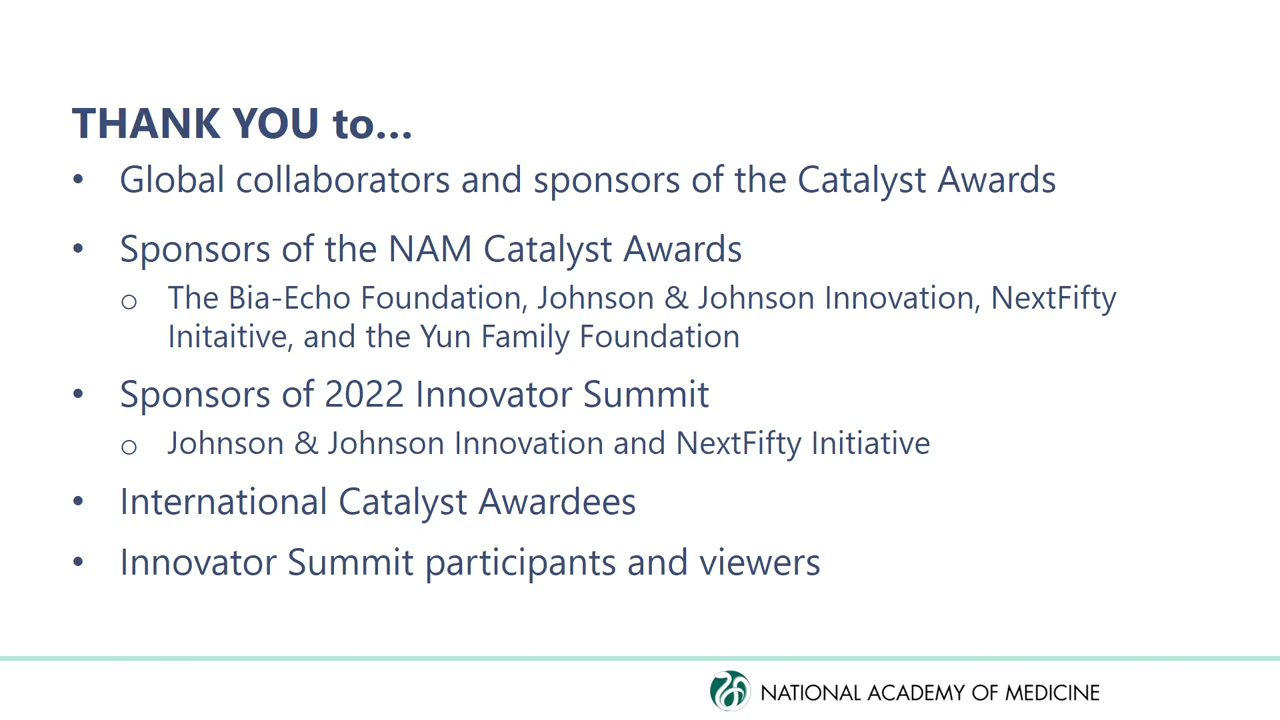 THANK YOU to...
• Global collaborators and sponsors of the Catalyst Awards
• Sponsors of the NAM Catalyst Awards
o The Bia-Echo Foundation, Johnson & Johnson Innovation, NextFifty
Initaitive, and the Yun Family Foundation
• Sponsors of 2022 Innovator Summit
o Johnson & Johnson Innovation and NextFifty Initiative
• International Catalyst Awardees
• Innovator Summit participants and viewers
NATIONAL ACADEMY OF MEDICINE